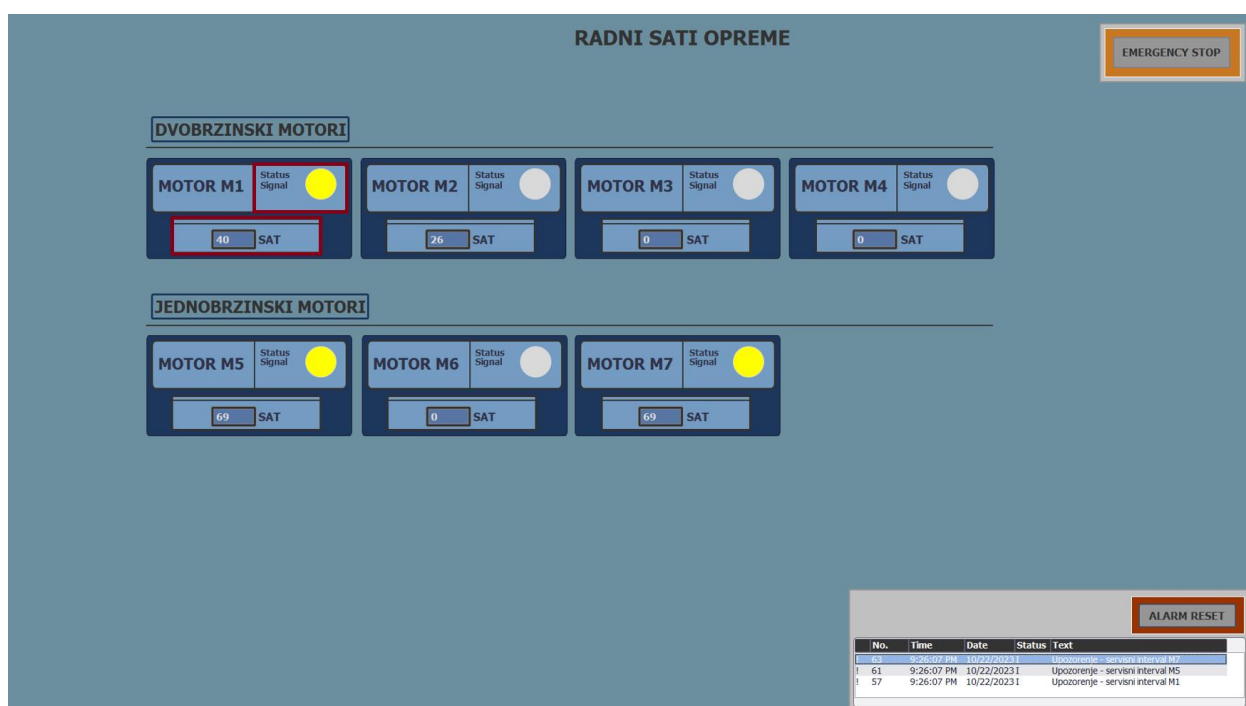 RADNI SATI OPREME
EMERGENCY STOP
DVOBRZINSKI MOTORI
MOTOR M1 Status Signal
40 SAT
MOTOR M2 Status Signal
26 SAT
MOTOR M3 Status Signal
0 SAT
MOTOR M4 Status Signal
0 SAT
JEDNOBRZINSKI MOTORI
MOTOR M5 Status Signal
69 SAT
MOTOR M6 Status Signal
0 SAT
MOTOR M7 Status Signal
69 SAT
ALARM RESET
No. Time Date Status Text
! 63 9:26:07 PM 10/22/2023 I Upozorenje - servisni interval M7
! 61 9:26:07 PM 10/22/2023 I Upozorenje - servisni interval M5
! 57 9:26:07 PM 10/22/2023 I Upozorenje - servisni interval M1